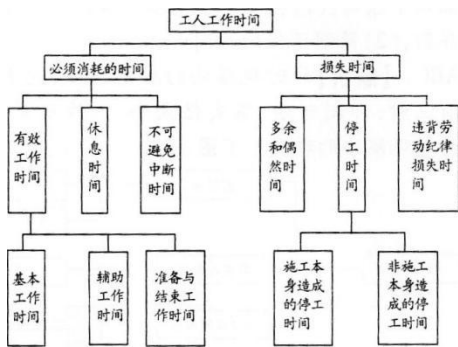 工人工作时间
必须消耗的时间
损失时间
有效
工作
时间
休
息
时
间
不可
避免
中断
时间
多余
和偶
然时
间
停
工
时
间
违背劳
动纪律
损失时
间
基本
工作
时间
辅助
工作
时间
准备与
结束工
作时间
施工本
身造成
的停工
时间
非施工
本身造
成的停
工时间